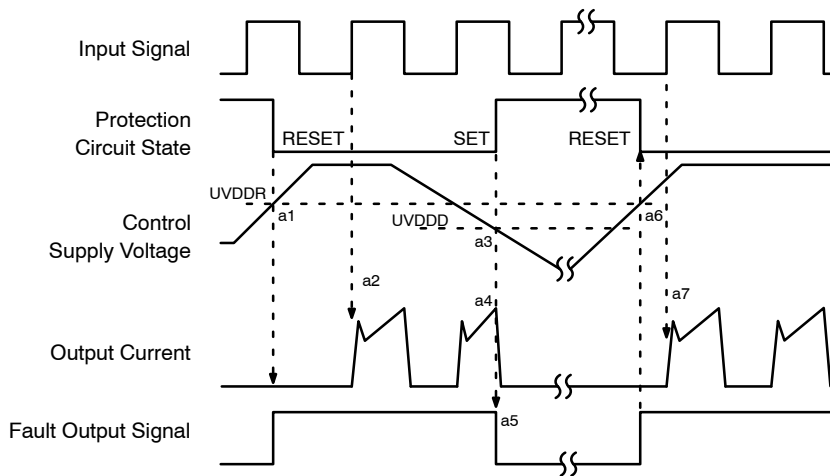 Input Signal
Protection
Circuit State
RESET
SET
RESET
UVDDR
a1
a6
Control
Supply Voltage
UVDDD
a3
a2
a4
a7
Output Current
Fault Output Signal
a5